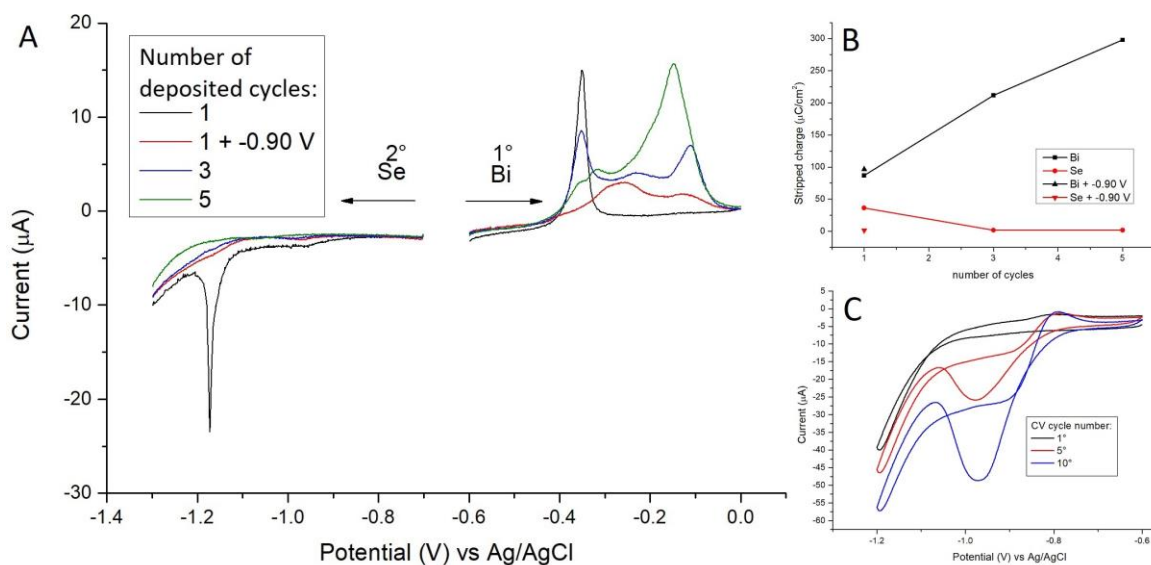 A
Number of
deposited cycles:
1
1 + -0.90 V
3
5
2°
Se
1°
Bi
20
10
0
-10
-20
-30
Current (μA)
-1.4
-1.2
-1.0
-0.8
-0.6
-0.4
-0.2
0.0
Potential (V) vs Ag/AgCl
B
300
250
200
150
100
50
0
Stripped charge (μC/cm²)
Bi
Se
Bi + -0.90 V
Se + -0.90 V
1
2
3
4
5
number of cycles
C
5
0
-5
-10
-15
-20
-25
-30
-35
-40
-45
-50
-55
-60
Current (μA)
CV cycle number:
1°
5°
10°
-1.2
-1.0
-0.8
-0.6
Potential (V) vs Ag/AgCl